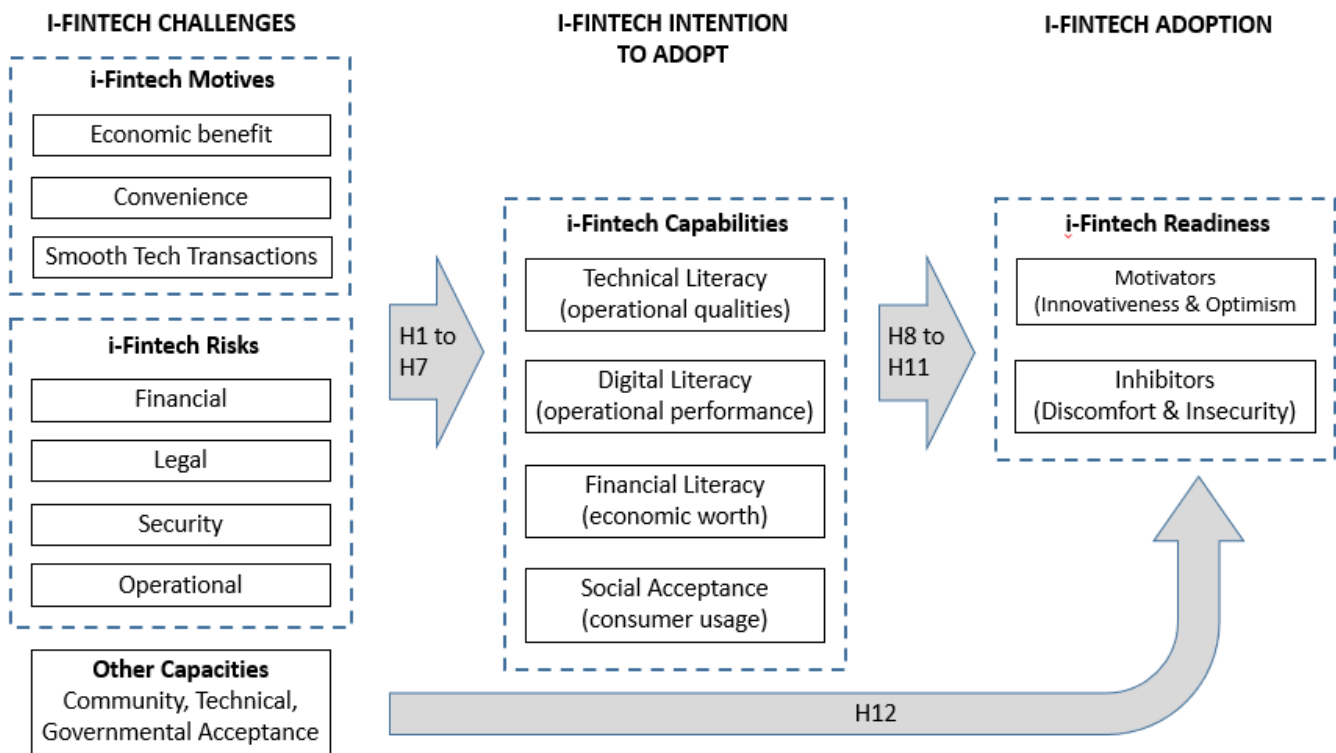 I-FINTECH CHALLENGES
i-Fintech Motives
Economic benefit
Convenience
Smooth Tech Transactions
i-Fintech Risks
Financial
Legal
Security
Operational
Other Capacities
Community, Technical,
Governmental Acceptance
H1 to
H7
I-FINTECH INTENTION
TO ADOPT
i-Fintech Capabilities
Technical Literacy
(operational qualities)
Digital Literacy
(operational performance)
Financial Literacy
(economic worth)
Social Acceptance
(consumer usage)
H8 to
H11
I-FINTECH ADOPTION
i-Fintech Readiness
Motivators
(Innovativeness & Optimism
Inhibitors
(Discomfort & Insecurity)
H12